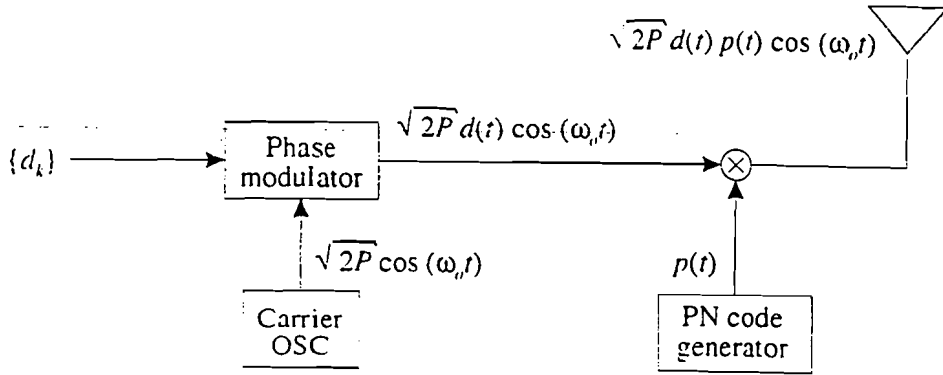 √2P d(t) p(t) cos (ω₀t)
√2P d(t) cos (ω₀t)
{dₖ}
Phase
modulator
√2P cos (ω₀t)
p(t)
Carrier
OSC
PN code
generator